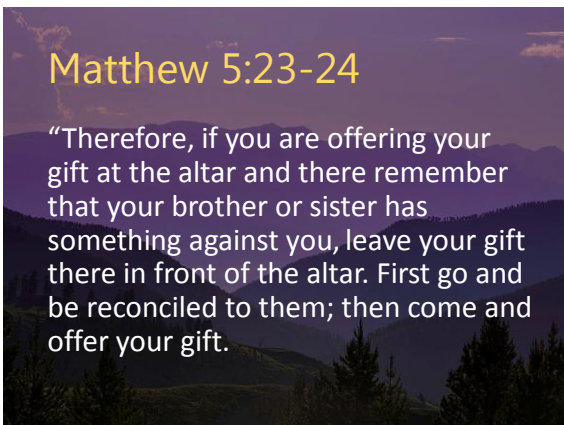 Matthew 5:23-24
“Therefore, if you are offering your
gift at the altar and there remember
that your brother or sister has
something against you, leave your gift
there in front of the altar. First go and
be reconciled to them; then come and
offer your gift.